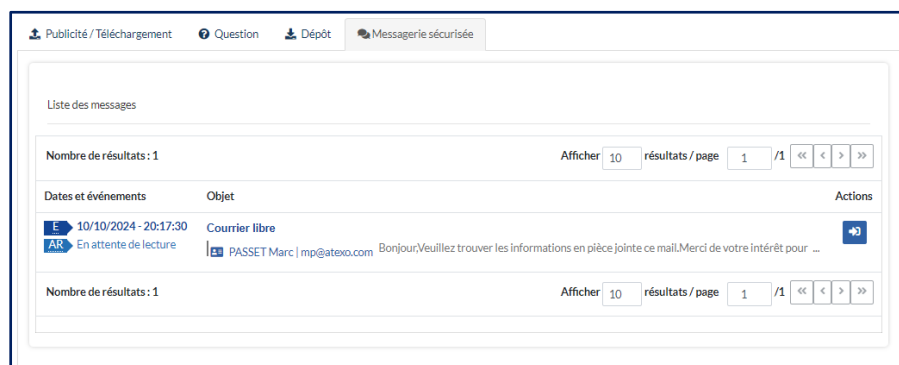 Publicité / Téléchargement Question Dépôt Messagerie sécurisée
Liste des messages
Nombre de résultats : 1 Afficher 10 résultats / page 1 /1 « < > »
Dates et événements Objet Actions
E 10/10/2024 - 20:17:30 Courrier libre
AR En attente de lecture PASSET Marc | mp@atexo.com Bonjour,Veuillez trouver les informations en pièce jointe ce mail.Merci de votre intérêt pour ...
Nombre de résultats : 1 Afficher 10 résultats / page 1 /1 « < > »